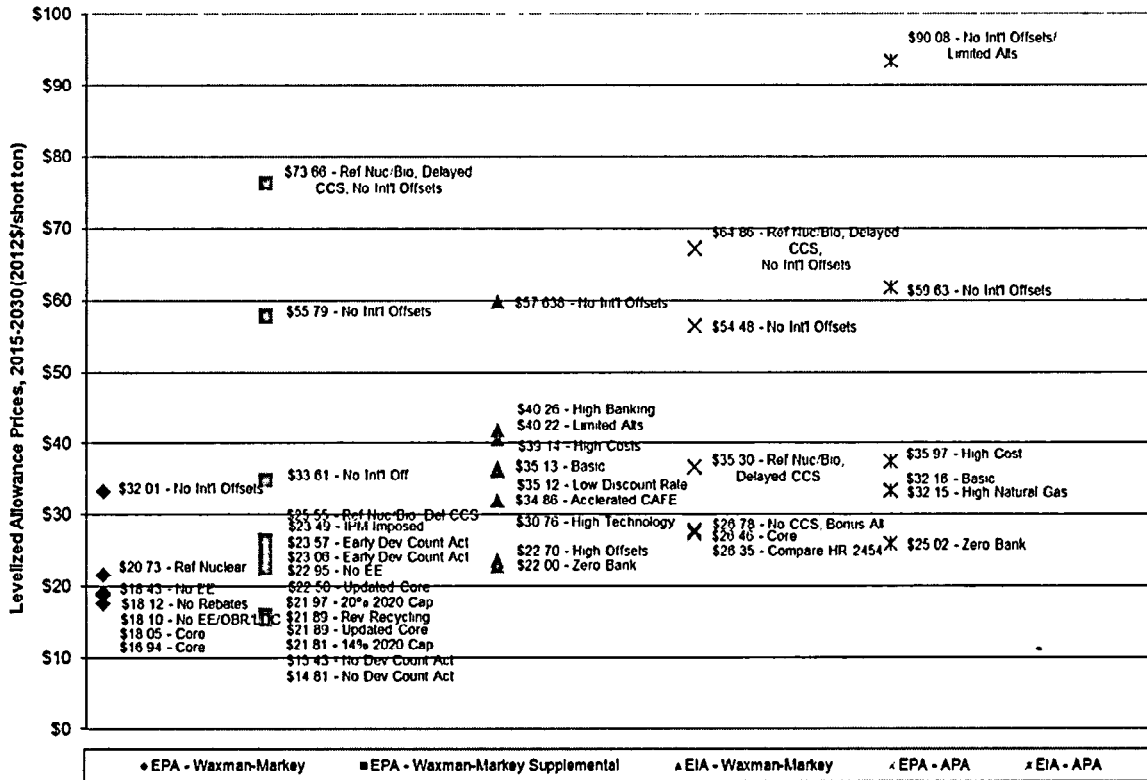 $100
$90
$80
$70
$60
$50
$40
$30
$20
$10
$0
Levelized Allowance Prices, 2015-2030 (2012$/short ton)
$32 01 - No Int'l Offsets
$20 73 - Ref Nuclear
$18 43 - No EE
$18 12 - No Rebates
$18 10 - No EE/OBR/LDC
$18 05 - Core
$16 94 - Core
$73 66 - Ref Nuc/Bio, Delayed
CCS, No Int'l Offsets
$55 79 - No Int'l Offsets
$33 61 - No Int'l Off
$25 55 - Ref Nuc/Bio, Del CCS
$23 49 - IPM Imposed
$23 57 - Early Dev Count Act
$23 06 - Early Dev Count Act
$22 95 - No EE
$22 50 - Updated Core
$21 97 - 20% 2020 Cap
$21 89 - Rev Recycling
$21 89 - Updated Core
$21 81 - 14% 2020 Cap
$15 43 - No Dev Count Act
$14 81 - No Dev Count Act
$57 638 - No Int'l Offsets
$40 26 - High Banking
$40 22 - Limited Alts
$39 14 - High Costs
$35 13 - Basic
$35 12 - Low Discount Rate
$34 86 - Acclerated CAFE
$30 76 - High Technology
$22 70 - High Offsets
$22 00 - Zero Bank
$64 86 - Ref Nuc/Bio, Delayed
CCS,
No Int'l Offsets
$54 48 - No Int'l Offsets
$35 30 - Ref Nuc/Bio,
Delayed CCS
$26 78 - No CCS, Bonus All
$26 46 - Core
$26 35 - Compare HR 2454
$90 08 - No Int'l Offsets/
Limited Alts
$59 63 - No Int'l Offsets
$35 97 - High Cost
$32 16 - Basic
$32 15 - High Natural Gas
$25 02 - Zero Bank
EPA - Waxman-Markey
EPA - Waxman-Markey Supplemental
EIA - Waxman-Markey
EPA - APA
EIA - APA